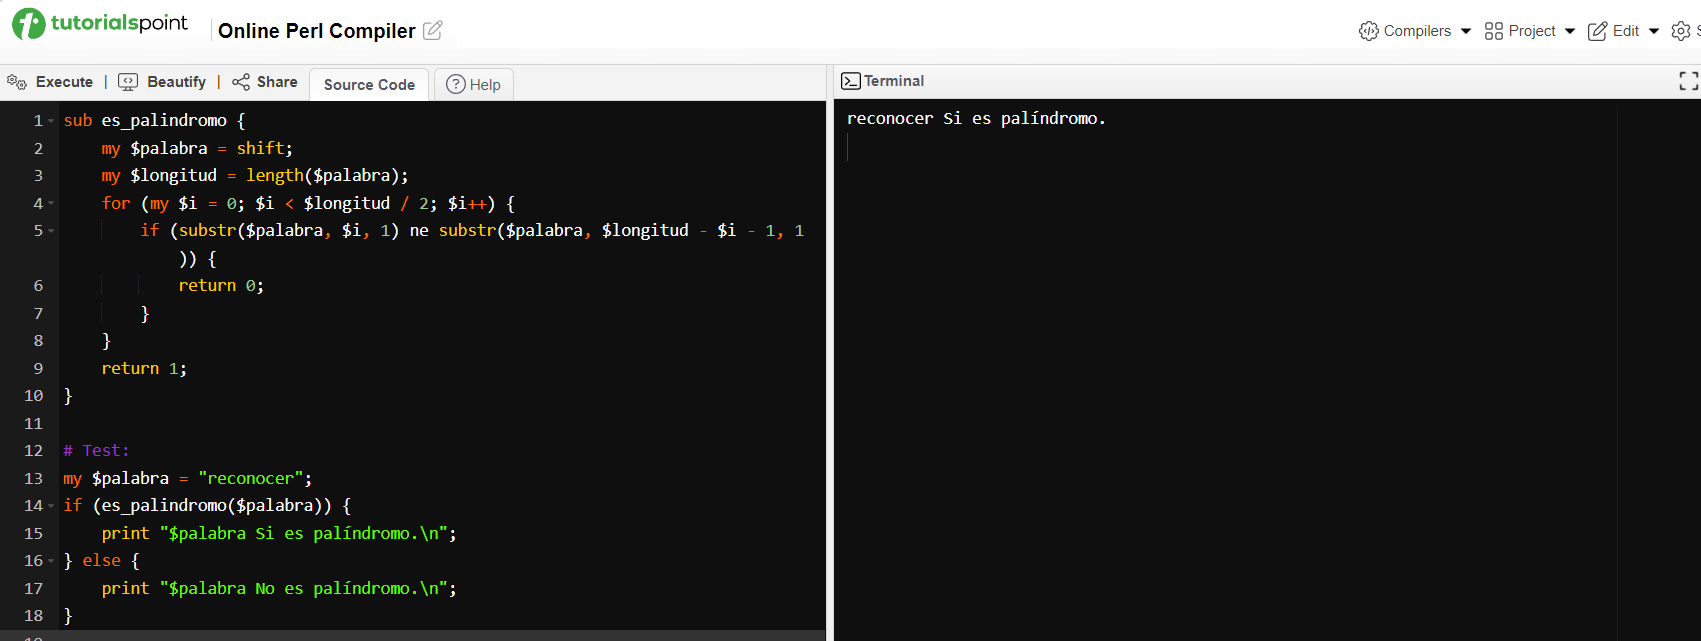 tutorialspoint
Online Perl Compiler
Compilers
Project
Edit
Execute | Beautify | Share
Source Code
Help
1 sub es_palindromo {
2 my $palabra = shift;
3 my $longitud = length($palabra);
4 for (my $i = 0; $i < $longitud / 2; $i++) {
5 if (substr($palabra, $i, 1) ne substr($palabra, $longitud - $i - 1, 1
)) {
6 return 0;
7 }
8 }
9 return 1;
10 }
11
12 # Test:
13 my $palabra = "reconocer";
14 if (es_palindromo($palabra)) {
15 print "$palabra Si es palíndromo.\n";
16 } else {
17 print "$palabra No es palíndromo.\n";
18 }
Terminal
reconocer Si es palíndromo.